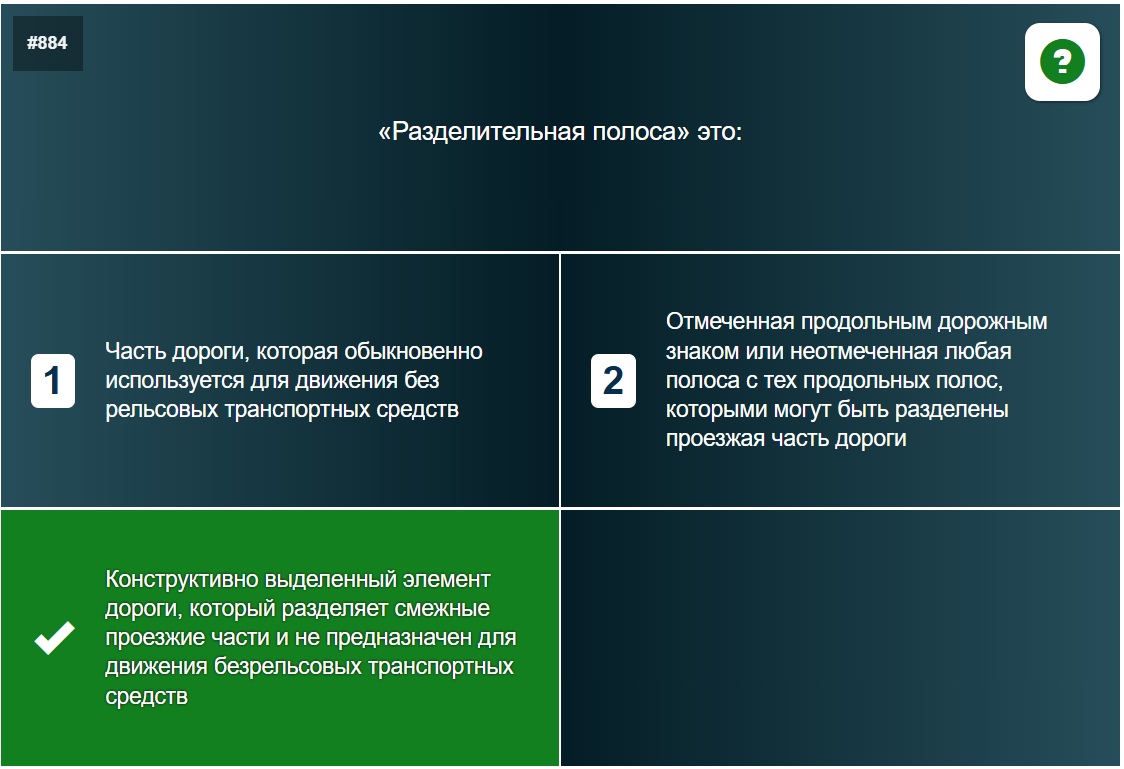 #884
?
«Разделительная полоса» это:
1
Часть дороги, которая обыкновенно
используется для движения без
рельсовых транспортных средств
2
Отмеченная продольным дорожным
знаком или неотмеченная любая
полоса с тех продольных полос,
которыми могут быть разделены
проезжая часть дороги
Конструктивно выделенный элемент
дороги, который разделяет смежные
проезжие части и не предназначен для
движения безрельсовых транспортных
средств